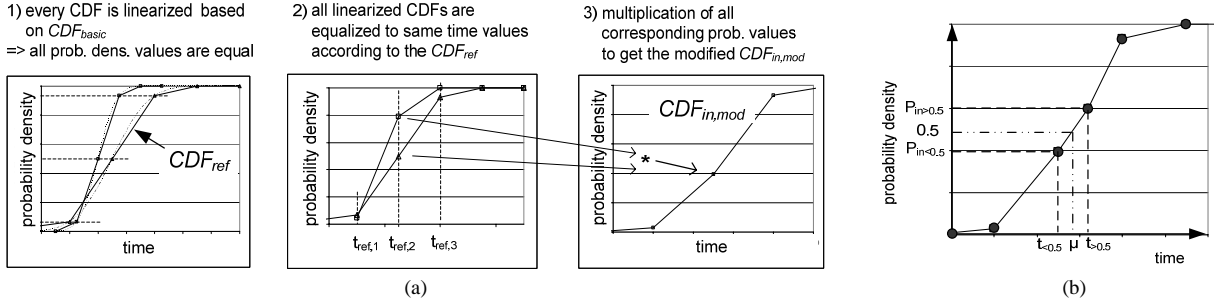 1) every CDF is linearized based
on CDFbasic
=> all prob. dens. values are equal
probability density
CDFref
time
2) all linearized CDFs are
equalized to same time values
according to the CDFref
probability density
tref,1 tref,2 tref,3
3) multiplication of all
corresponding prob. values
to get the modified CDFin,mod
probability density
CDFin,mod
*
time
(a)
probability density
Pin>0.5
0.5
Pin<0.5
t<0.5 μ t>0.5
time
(b)